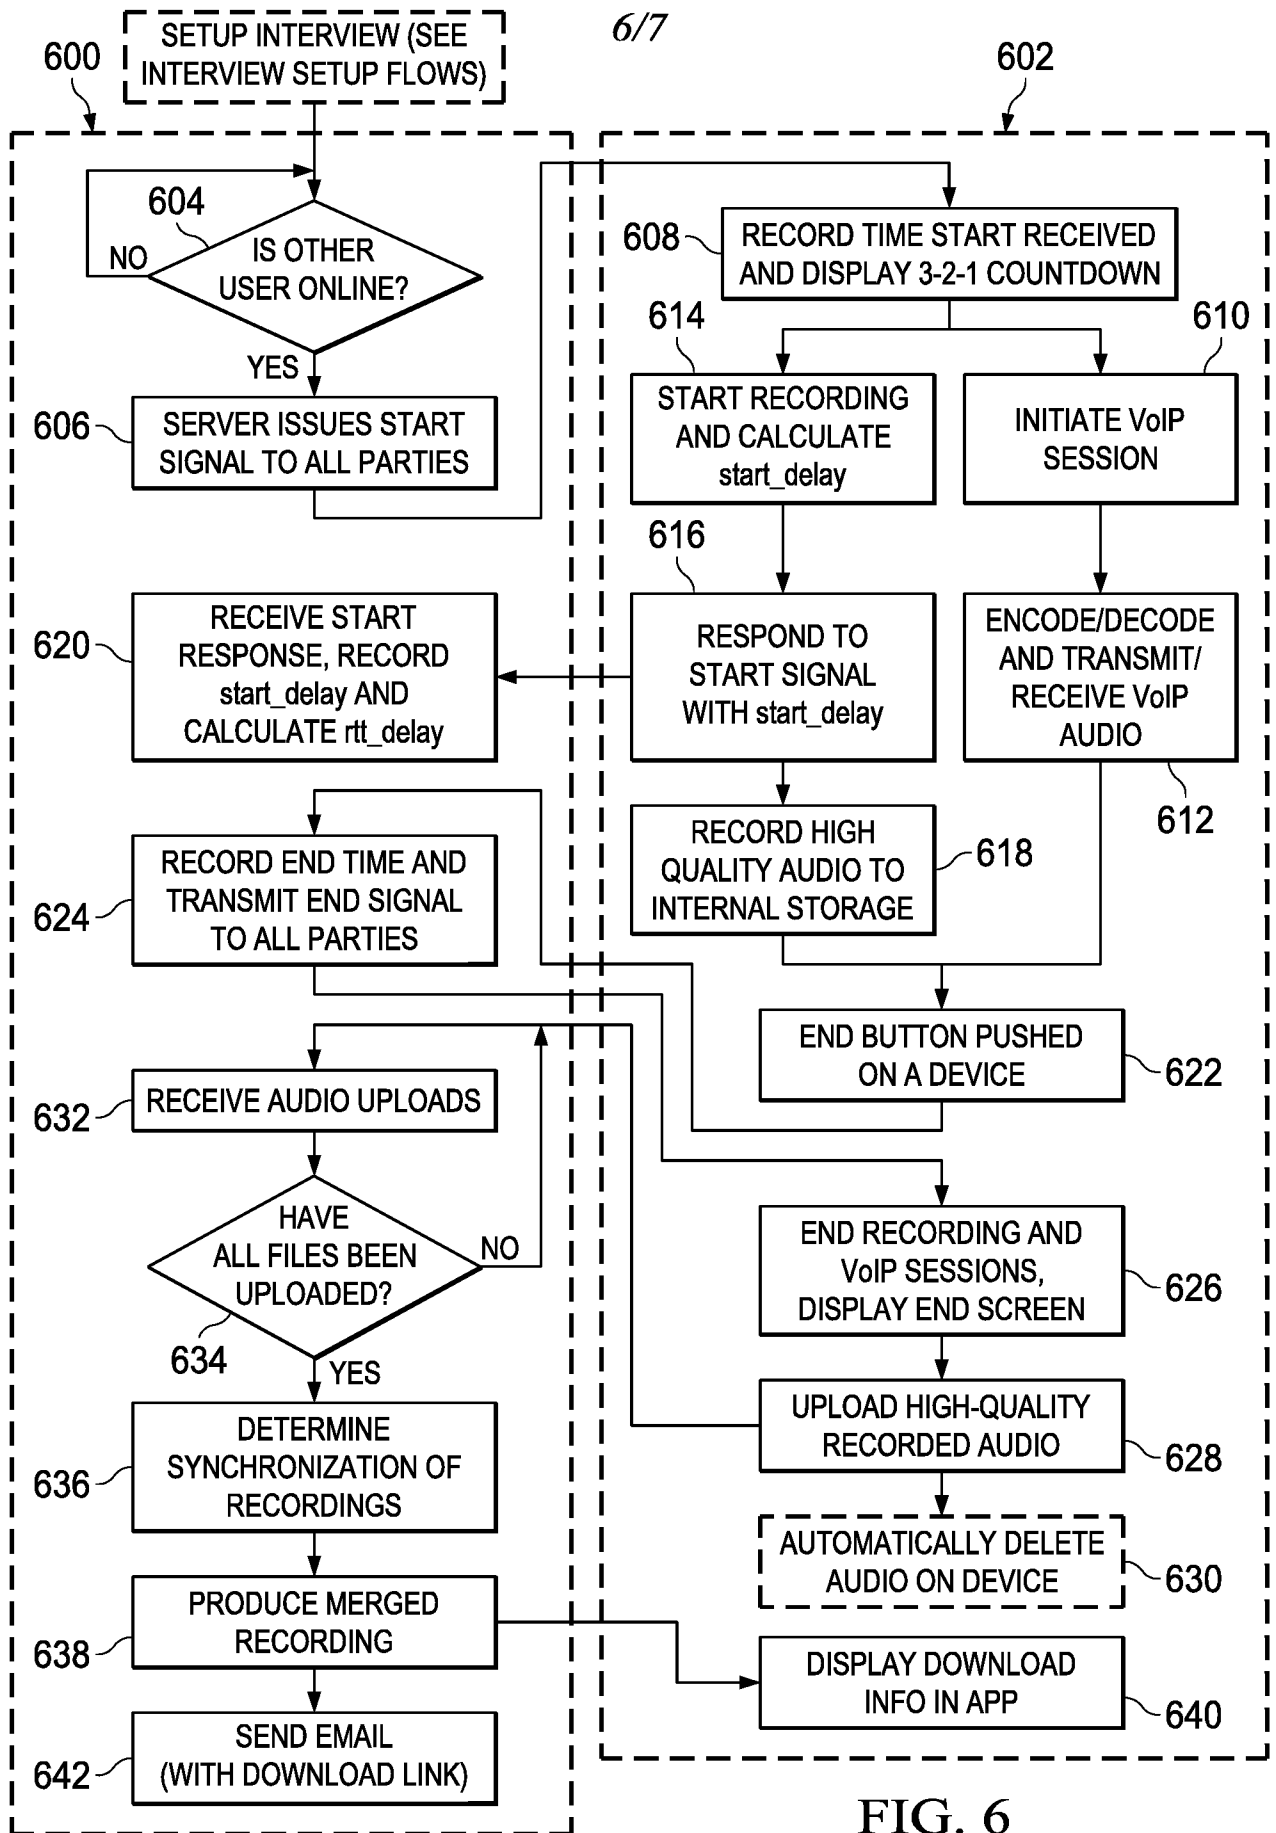 6/7
SETUP INTERVIEW (SEE
INTERVIEW SETUP FLOWS)
600
602
604
IS OTHER
USER ONLINE?
NO
YES
606
SERVER ISSUES START
SIGNAL TO ALL PARTIES
608
RECORD TIME START RECEIVED
AND DISPLAY 3-2-1 COUNTDOWN
614
START RECORDING
AND CALCULATE
start_delay
610
INITIATE VoIP
SESSION
616
RESPOND TO
START SIGNAL
WITH start_delay
ENCODE/DECODE
AND TRANSMIT/
RECEIVE VoIP
AUDIO
612
620
RECEIVE START
RESPONSE, RECORD
start_delay AND
CALCULATE rtt_delay
RECORD HIGH
QUALITY AUDIO TO
INTERNAL STORAGE
618
624
RECORD END TIME AND
TRANSMIT END SIGNAL
TO ALL PARTIES
END BUTTON PUSHED
ON A DEVICE
622
632
RECEIVE AUDIO UPLOADS
HAVE
ALL FILES BEEN
UPLOADED?
NO
634
YES
END RECORDING AND
VoIP SESSIONS,
DISPLAY END SCREEN
626
UPLOAD HIGH-QUALITY
RECORDED AUDIO
628
636
DETERMINE
SYNCHRONIZATION OF
RECORDINGS
AUTOMATICALLY DELETE
AUDIO ON DEVICE
630
638
PRODUCE MERGED
RECORDING
DISPLAY DOWNLOAD
INFO IN APP
640
642
SEND EMAIL
(WITH DOWNLOAD LINK)
FIG. 6